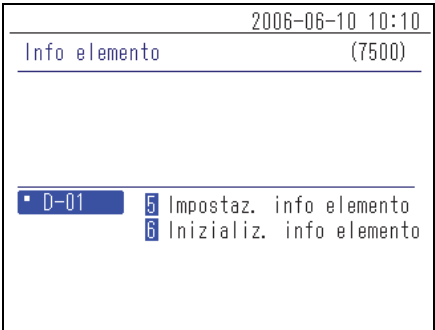 2006-06-10 10:10
Info elemento (7500)
D-01 5 Impostaz. info elemento
6 Inizializ. info elemento